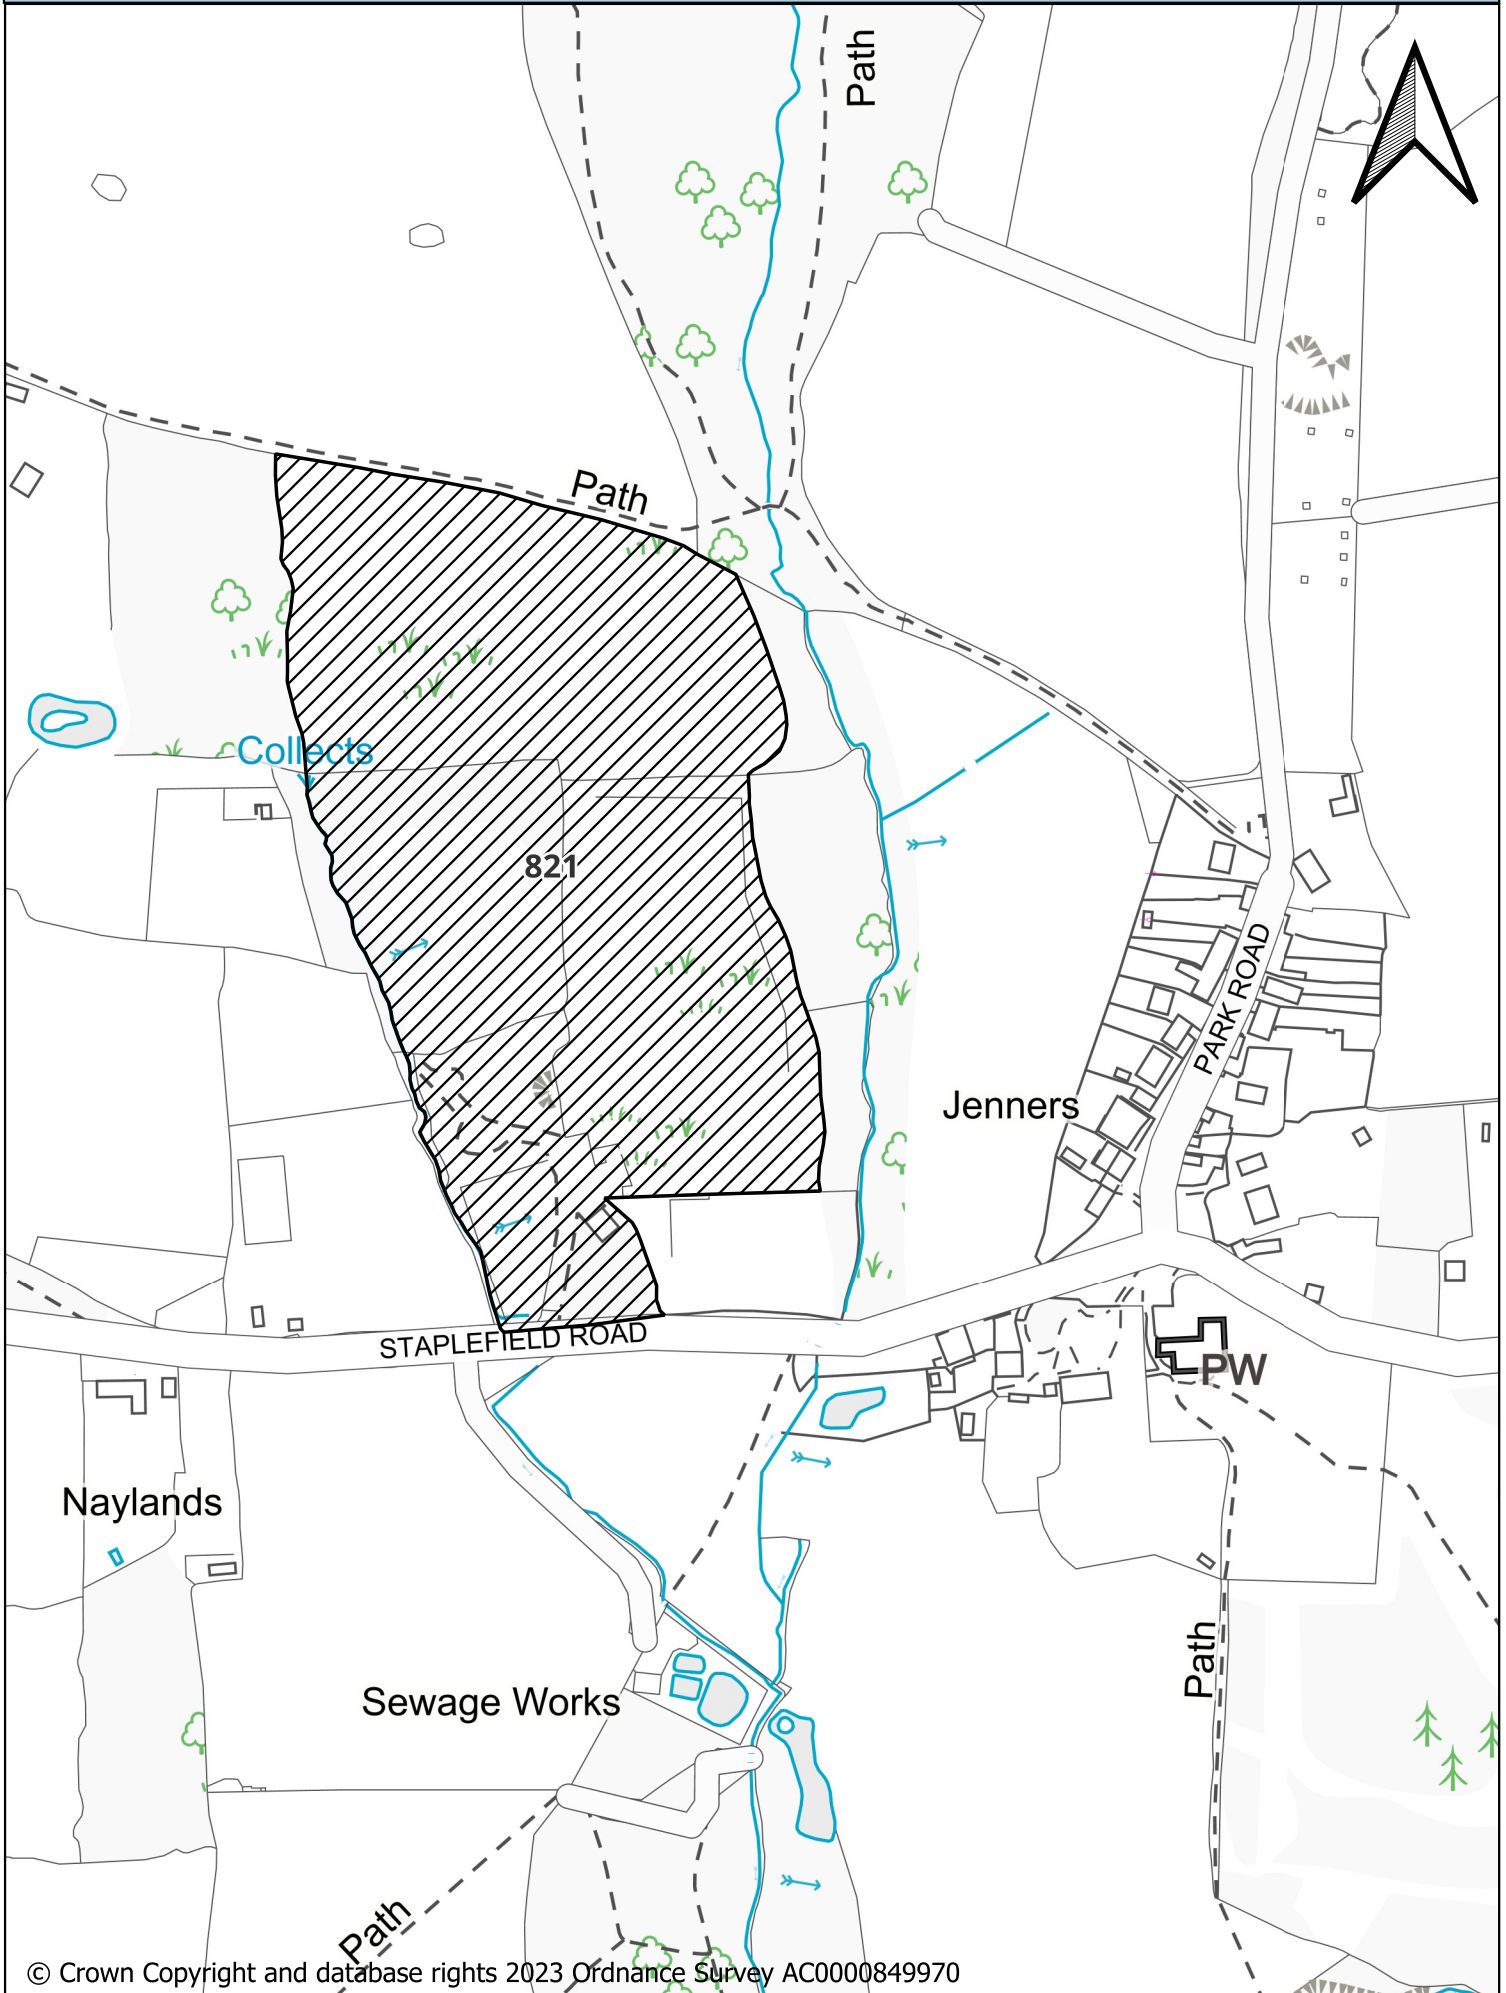 Path
Path
Collects
821
PARK ROAD
Jenners
STAPLEFIELD ROAD
PW
Naylands
Path
Sewage Works
Path
© Crown Copyright and database rights 2023 Ordnance Survey AC0000849970